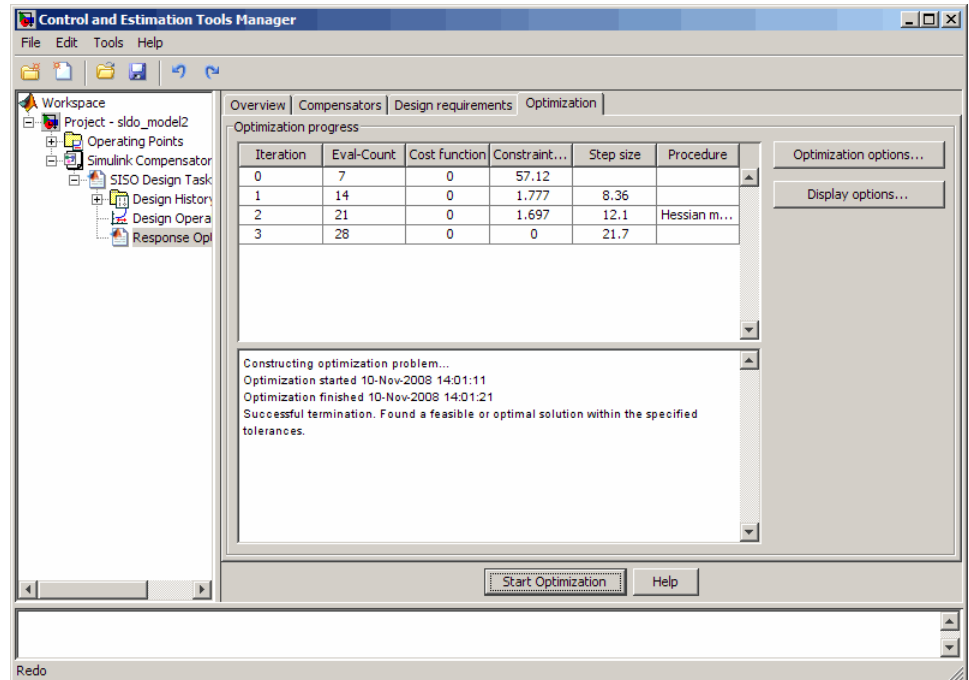 Control and Estimation Tools Manager
File Edit Tools Help
Workspace
Project - sldo_model2
Operating Points
Simulink Compensator
SISO Design Task
Design History
Design Opera
Response Opt
Overview Compensators Design requirements Optimization
Optimization progress
Iteration Eval-Count Cost function Constraint... Step size Procedure
0 7 0 57.12
1 14 0 1.777 8.36
2 21 0 1.697 12.1 Hessian m...
3 28 0 0 21.7
Optimization options...
Display options...
Constructing optimization problem...
Optimization started 10-Nov-2008 14:01:11
Optimization finished 10-Nov-2008 14:01:21
Successful termination. Found a feasible or optimal solution within the specified
tolerances.
Start Optimization Help
Redo